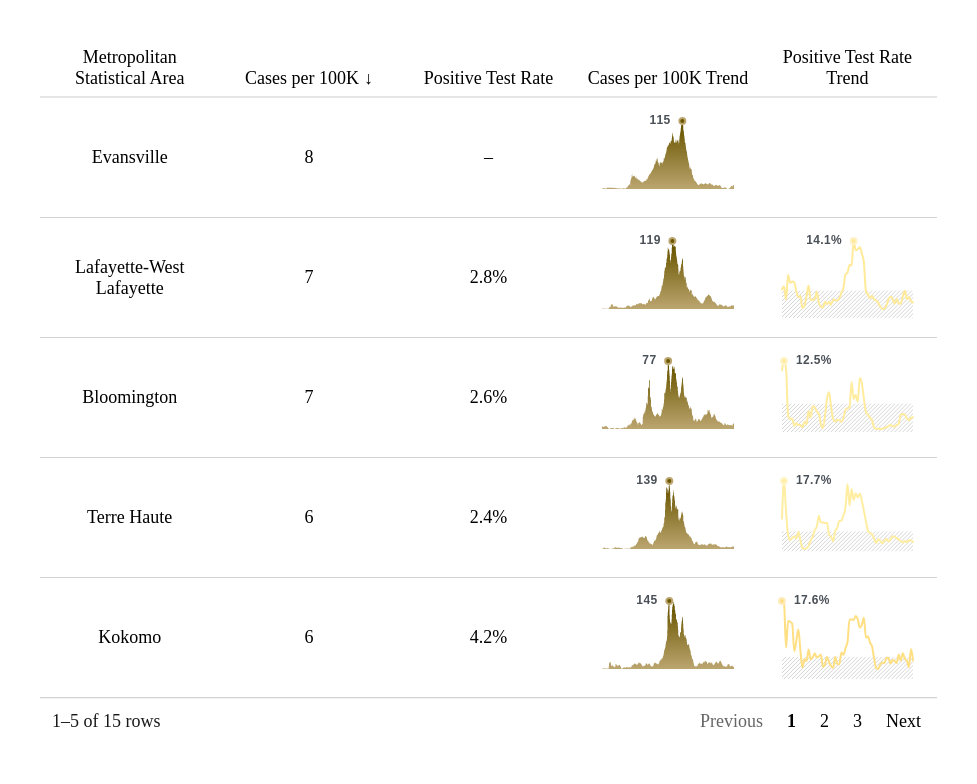 Metropolitan
Statistical Area
Cases per 100K ↓
Positive Test Rate
Cases per 100K Trend
Positive Test Rate
Trend
Evansville
8
–
115
Lafayette-West
Lafayette
7
2.8%
119
14.1%
Bloomington
7
2.6%
77
12.5%
Terre Haute
6
2.4%
139
17.7%
Kokomo
6
4.2%
145
17.6%
1–5 of 15 rows
Previous 1 2 3 Next